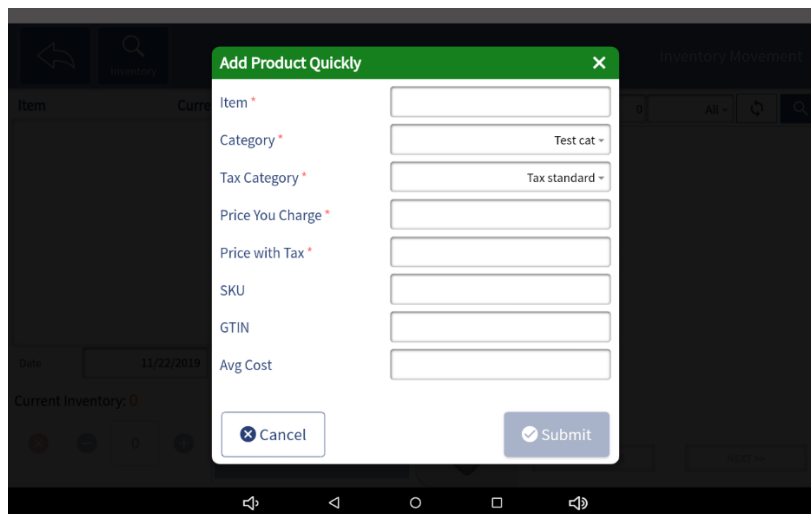 Inventory
Inventory Movement
Add Product Quickly
Item
Curre
0
All
Item *
Category *
Test cat
Tax Category *
Tax standard
Price You Charge *
Price with Tax *
SKU
GTIN
Avg Cost
Date
11/22/2019
Current Inventory: 0
0
Cancel
Submit